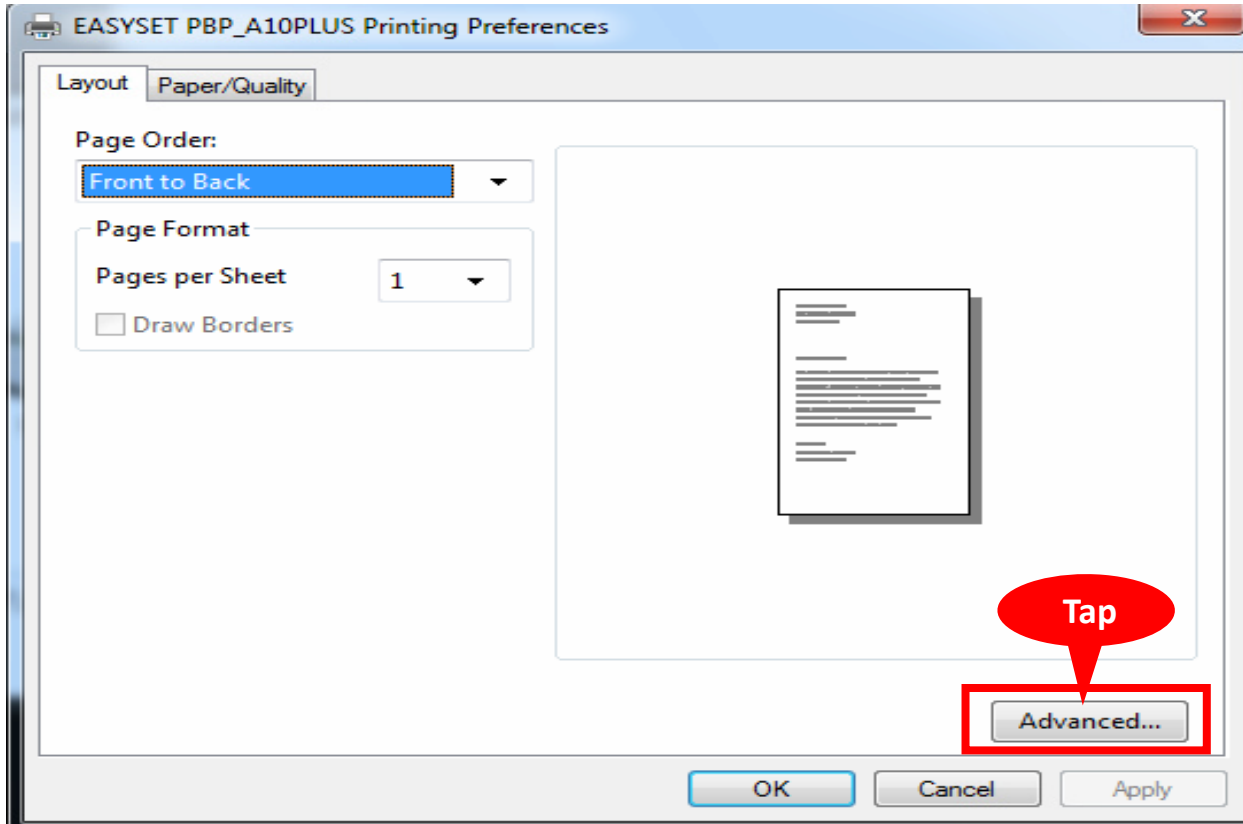 EASYSET PBP_A10PLUS Printing Preferences
Layout
Paper/Quality
Page Order:
Front to Back
Page Format
Pages per Sheet
1
Draw Borders
Tap
Advanced...
OK
Cancel
Apply